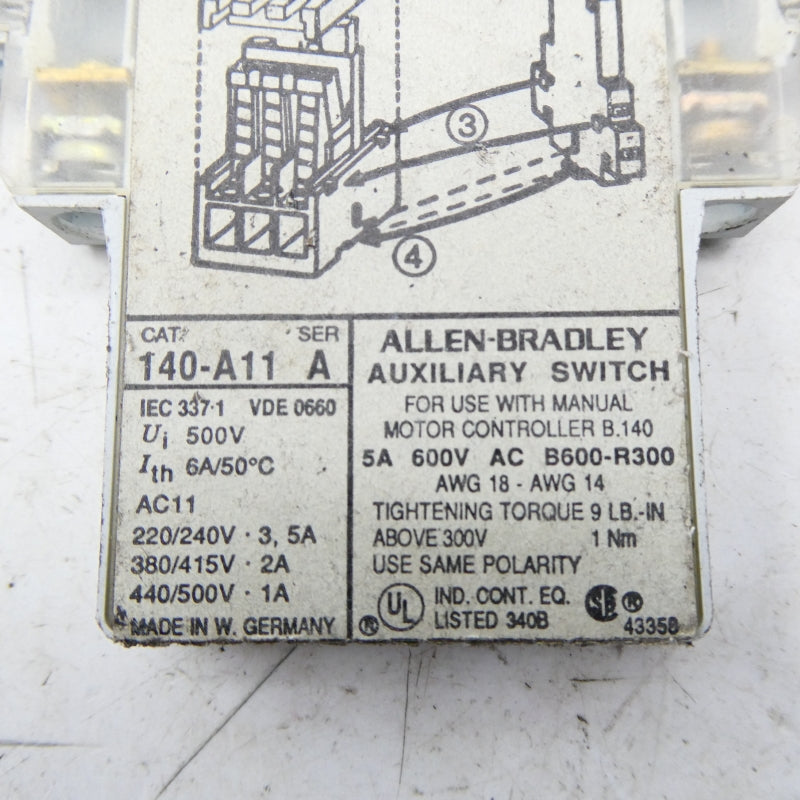 3
4
CAT. SER
140-A11 A
IEC 337-1 VDE 0660
Ui 500V
Ith 6A/50°C
AC11
220/240V · 3, 5A
380/415V · 2A
440/500V · 1A
MADE IN W. GERMANY
ALLEN-BRADLEY
AUXILIARY SWITCH
FOR USE WITH MANUAL
MOTOR CONTROLLER B.140
5A 600V AC B600-R300
AWG 18 - AWG 14
TIGHTENING TORQUE 9 LB.-IN
ABOVE 300V 1 Nm
USE SAME POLARITY
UL ® IND. CONT. EQ. SA ®
LISTED 340B 43358